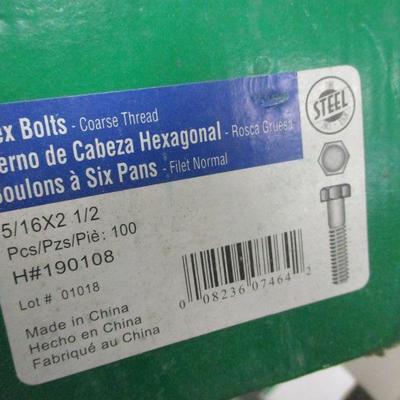 ex Bolts - Coarse Thread
erno de Cabeza Hexagonal - Rosca Gruesa
Boulons à Six Pans - Filet Normal
STEEL
5/16X2 1/2
Pcs/Pzs/Piè: 100
H#190108
Lot # 01018
0 08236 07464 2
Made in China
Hecho en China
Fabriqué au China